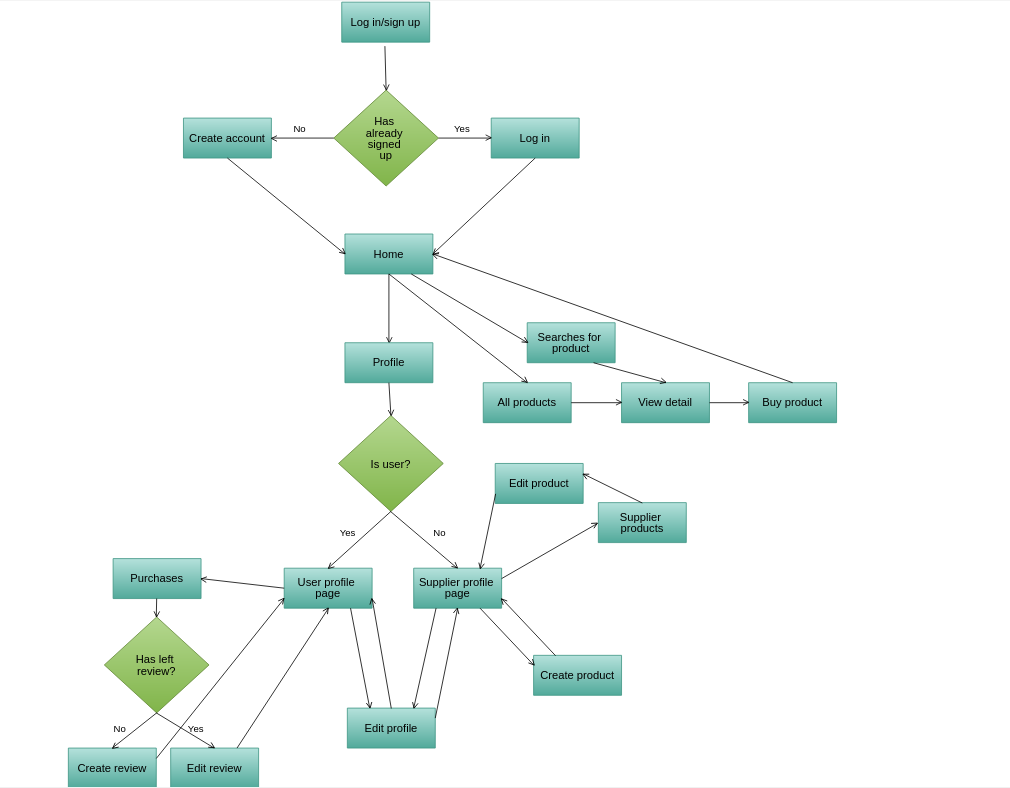 Log in/sign up
Has
already
signed
up
No
Yes
Create account
Log in
Home
Searches for
product
Profile
All products
View detail
Buy product
Is user?
Edit product
Supplier
products
Yes
No
Purchases
User profile
page
Supplier profile
page
Has left
review?
Create product
No
Yes
Edit profile
Create review
Edit review